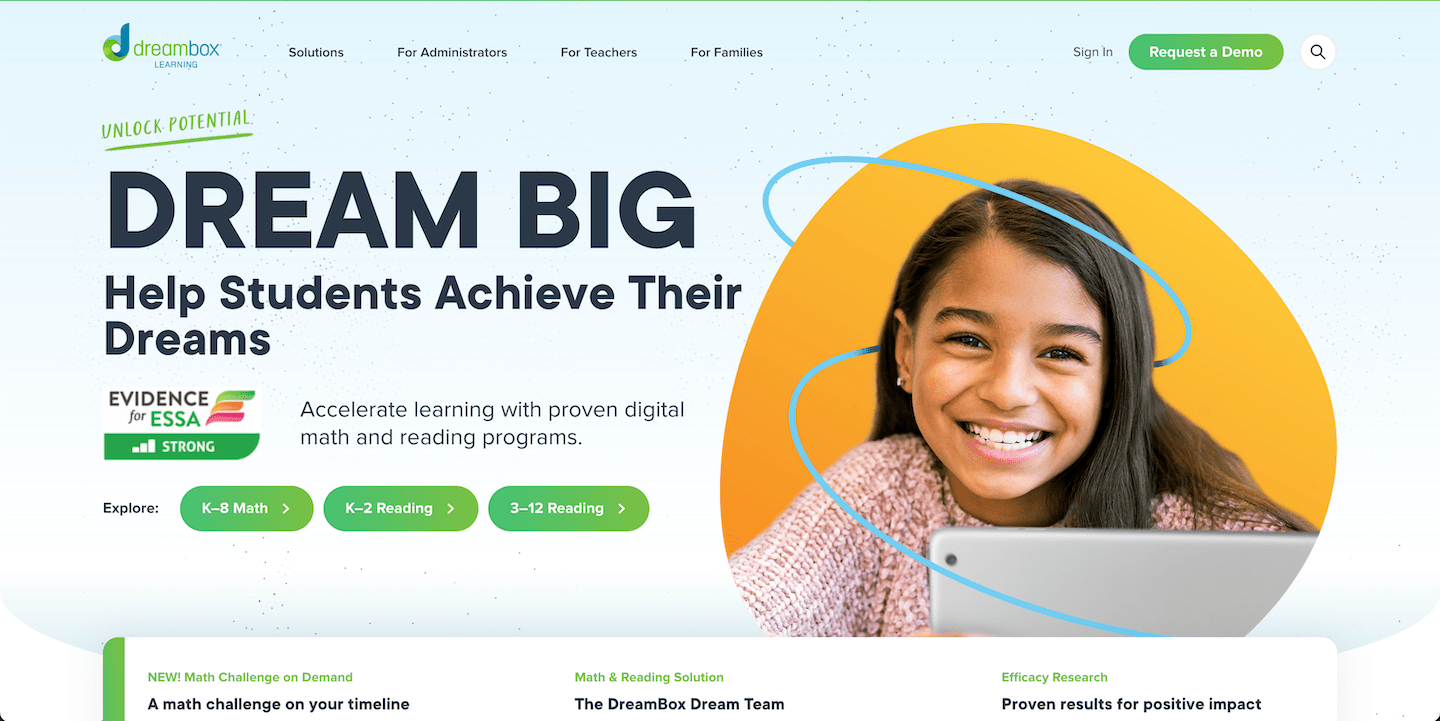 dreambox
LEARNING
Solutions
For Administrators
For Teachers
For Families
Sign In
Request a Demo
UNLOCK POTENTIAL
DREAM BIG
Help Students Achieve Their
Dreams
EVIDENCE
for ESSA
STRONG
Accelerate learning with proven digital
math and reading programs.
Explore:
K–8 Math
K–2 Reading
3–12 Reading
NEW! Math Challenge on Demand
A math challenge on your timeline
Math & Reading Solution
The DreamBox Dream Team
Efficacy Research
Proven results for positive impact